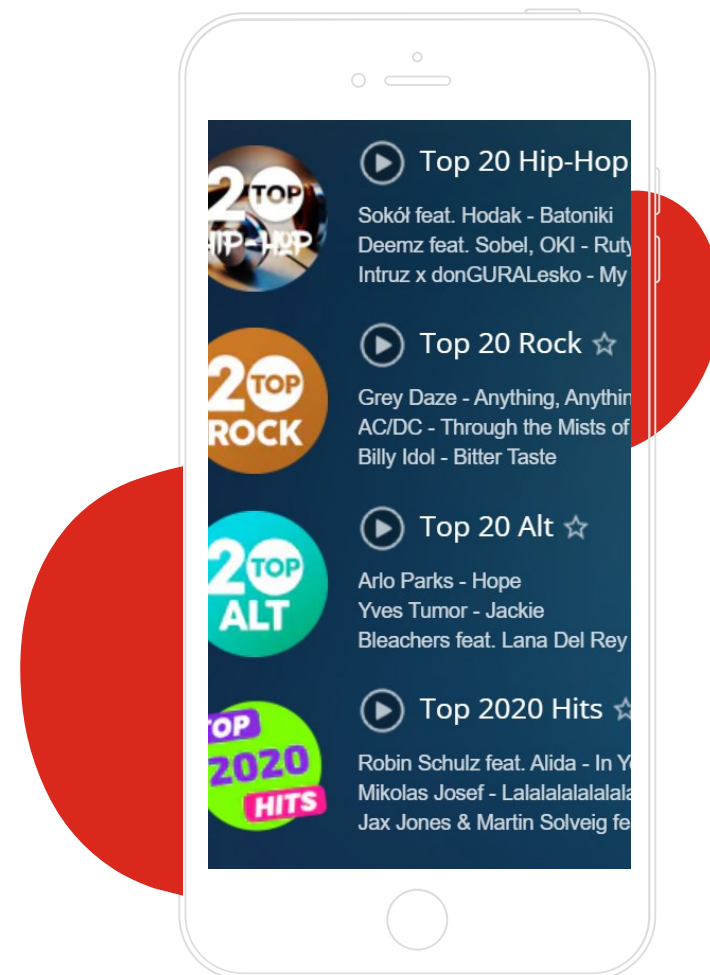 20 TOP
HIP-HOP
Top 20 Hip-Hop
Sokół feat. Hodak - Batoniki
Deemz feat. Sobel, OKI - Ruty
Intruz x donGURALesko - My
20 TOP
ROCK
Top 20 Rock
Grey Daze - Anything, Anythin
AC/DC - Through the Mists of
Billy Idol - Bitter Taste
20 TOP
ALT
Top 20 Alt
Arlo Parks - Hope
Yves Tumor - Jackie
Bleachers feat. Lana Del Rey
TOP
2020
HITS
Top 2020 Hits
Robin Schulz feat. Alida - In Yo
Mikolas Josef - Lalalalalalalala
Jax Jones & Martin Solveig fe